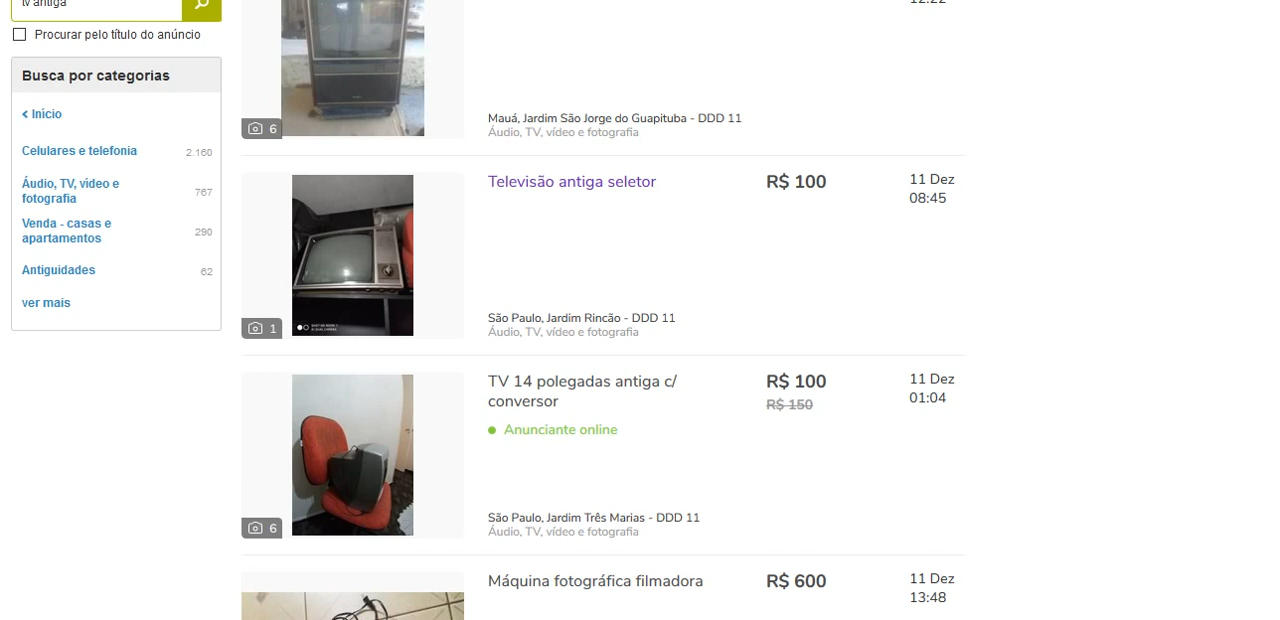 tv antiga
Procurar pelo título do anúncio
Busca por categorias
Início
Celulares e telefonia 2.160
Áudio, TV, vídeo e
fotografia 767
Venda - casas e
apartamentos 290
Antiguidades 62
ver mais
12:22
6
Mauá, Jardim São Jorge do Guapituba - DDD 11
Áudio, TV, vídeo e fotografia
Televisão antiga seletor R$ 100 11 Dez
08:45
1
São Paulo, Jardim Rincão - DDD 11
Áudio, TV, vídeo e fotografia
TV 14 polegadas antiga c/ R$ 100 11 Dez
conversor R$ 150 01:04
Anunciante online
6
São Paulo, Jardim Três Marias - DDD 11
Áudio, TV, vídeo e fotografia
Máquina fotográfica filmadora R$ 600 11 Dez
13:48